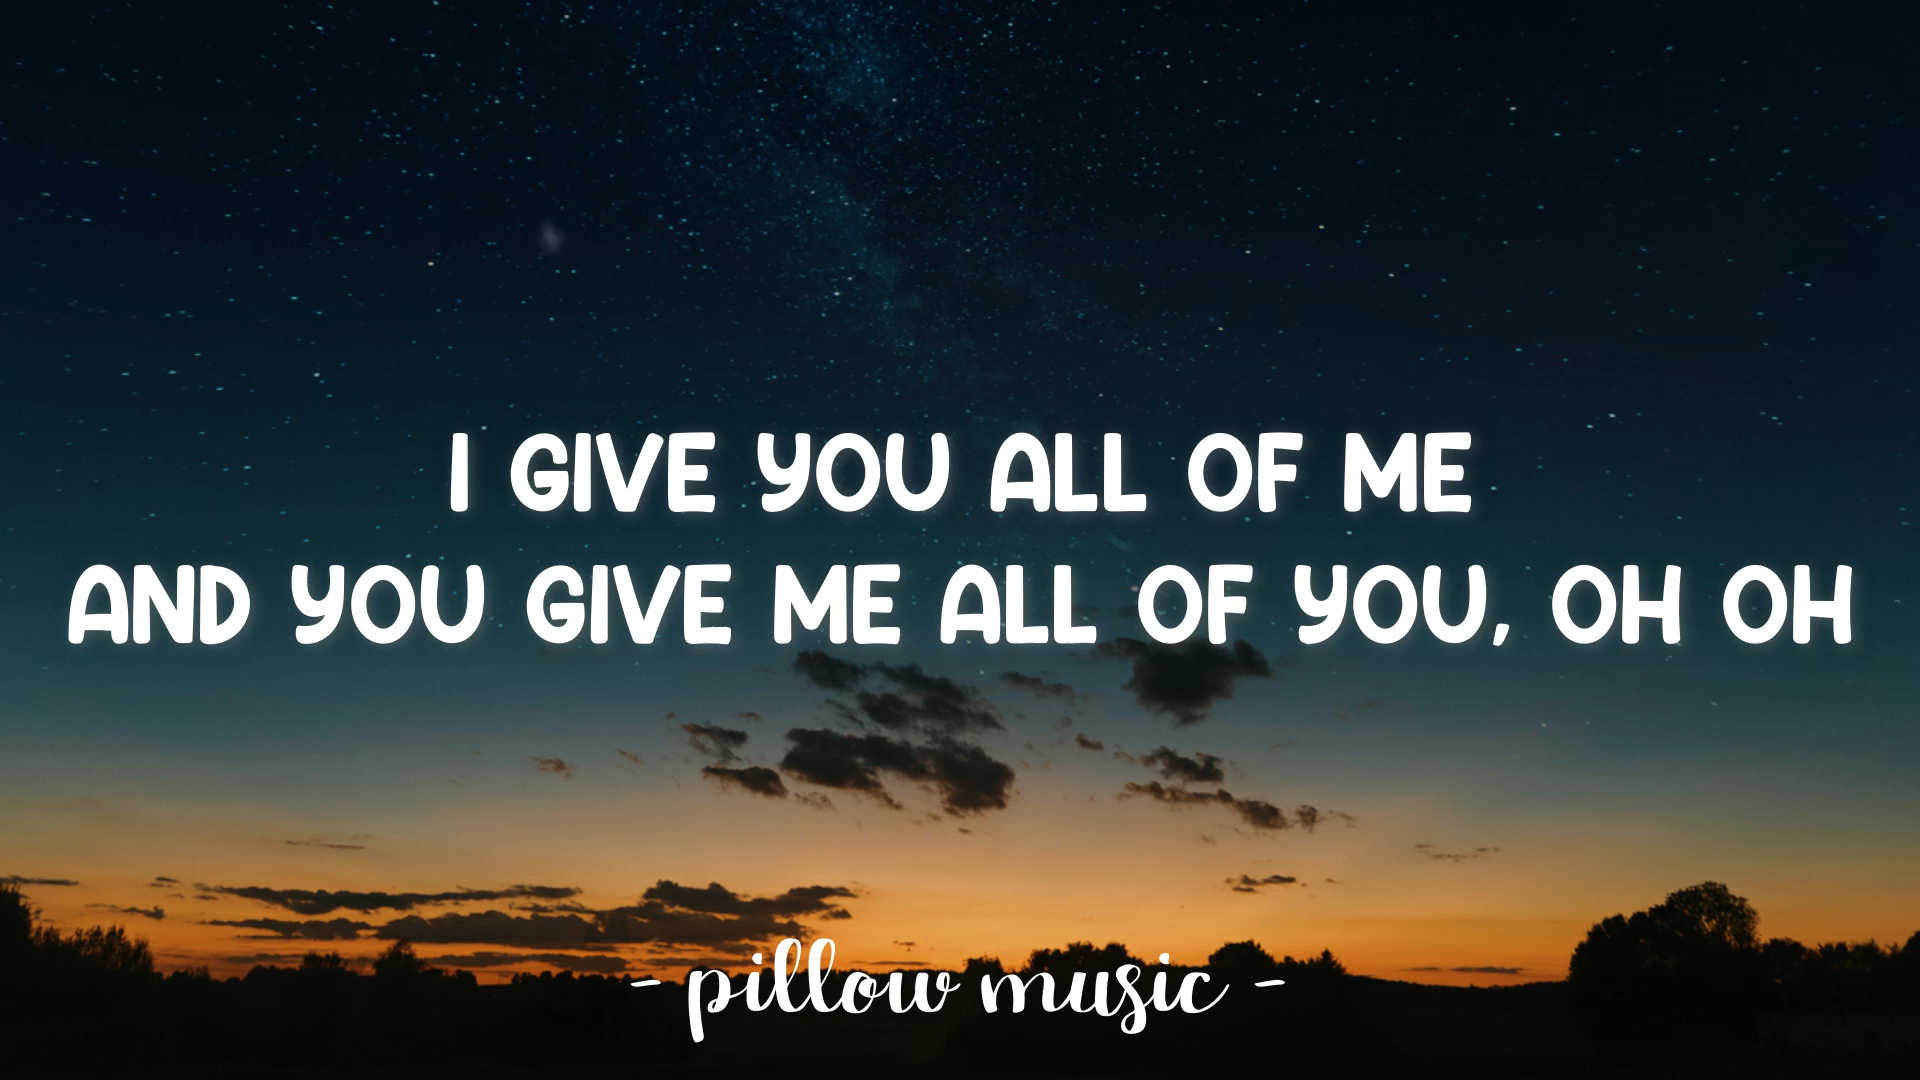 I GIVE YOU ALL OF ME
AND YOU GIVE ME ALL OF YOU, OH OH
- pillow music -